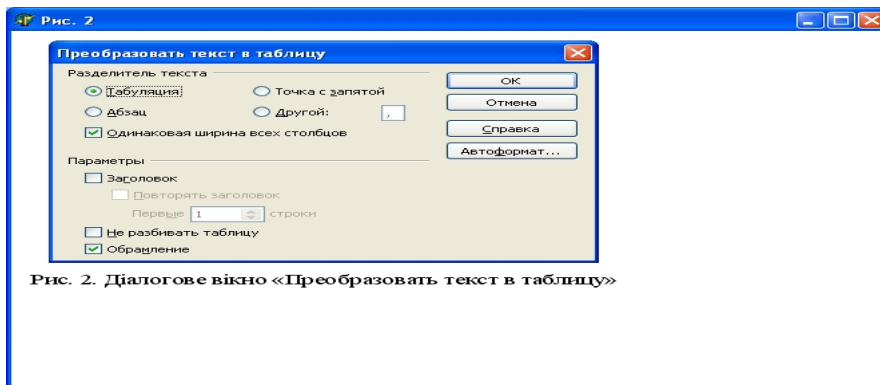 Рис. 2
Преобразовать текст в таблицу
Разделитель текста
Табуляция
Точка с запятой
Абзац
Другой: ,
Одинаковая ширина всех столбцов
Параметры
Заголовок
Повторять заголовок
Первые 1 строки
Не разбивать таблицу
Обрамление
ОК
Отмена
Справка
Автоформат...
Рис. 2. Діалогове вікно «Преобразовать текст в таблицу»